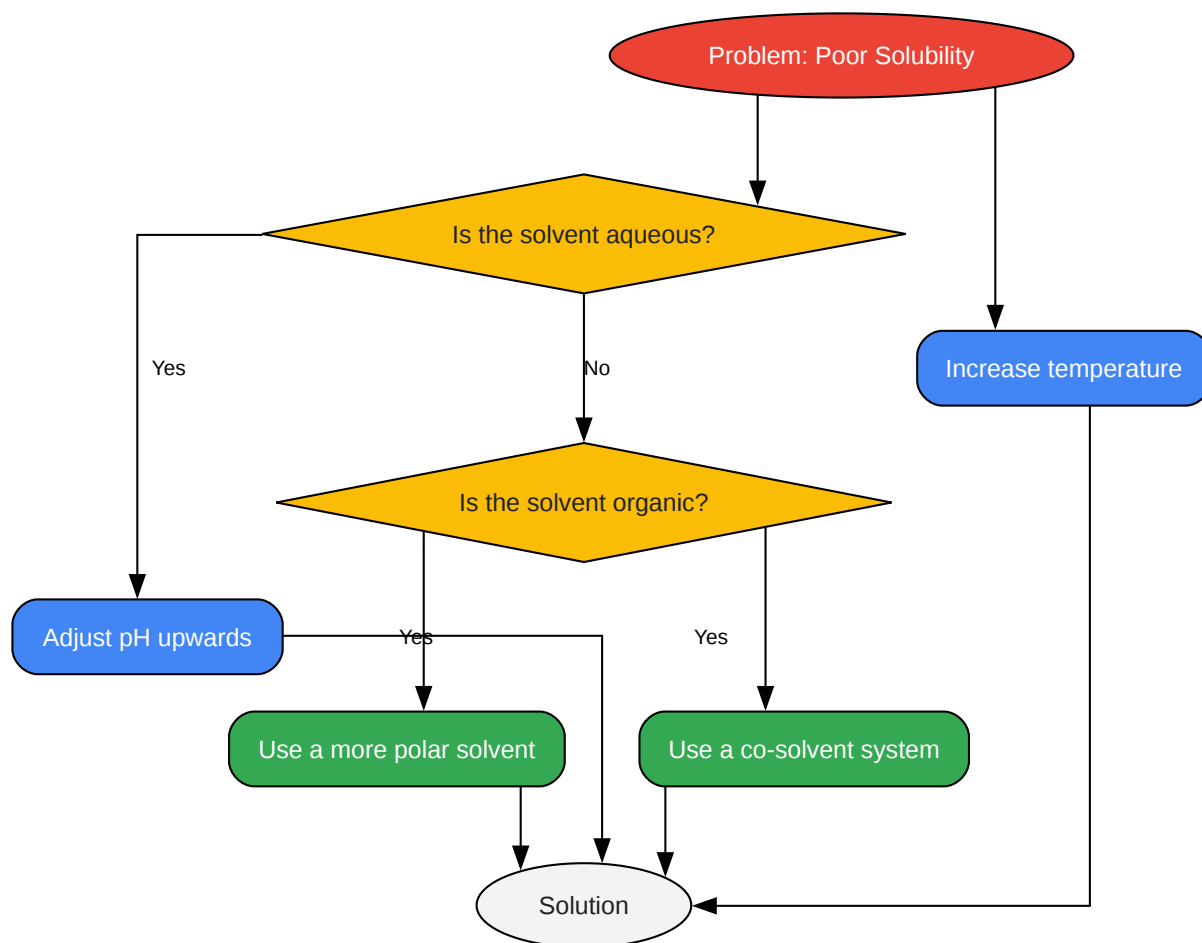 Problem: Poor Solubility
Is the solvent aqueous?
Yes
No
Increase temperature
Is the solvent organic?
Adjust pH upwards
Yes
Yes
Use a more polar solvent
Use a co-solvent system
Solution